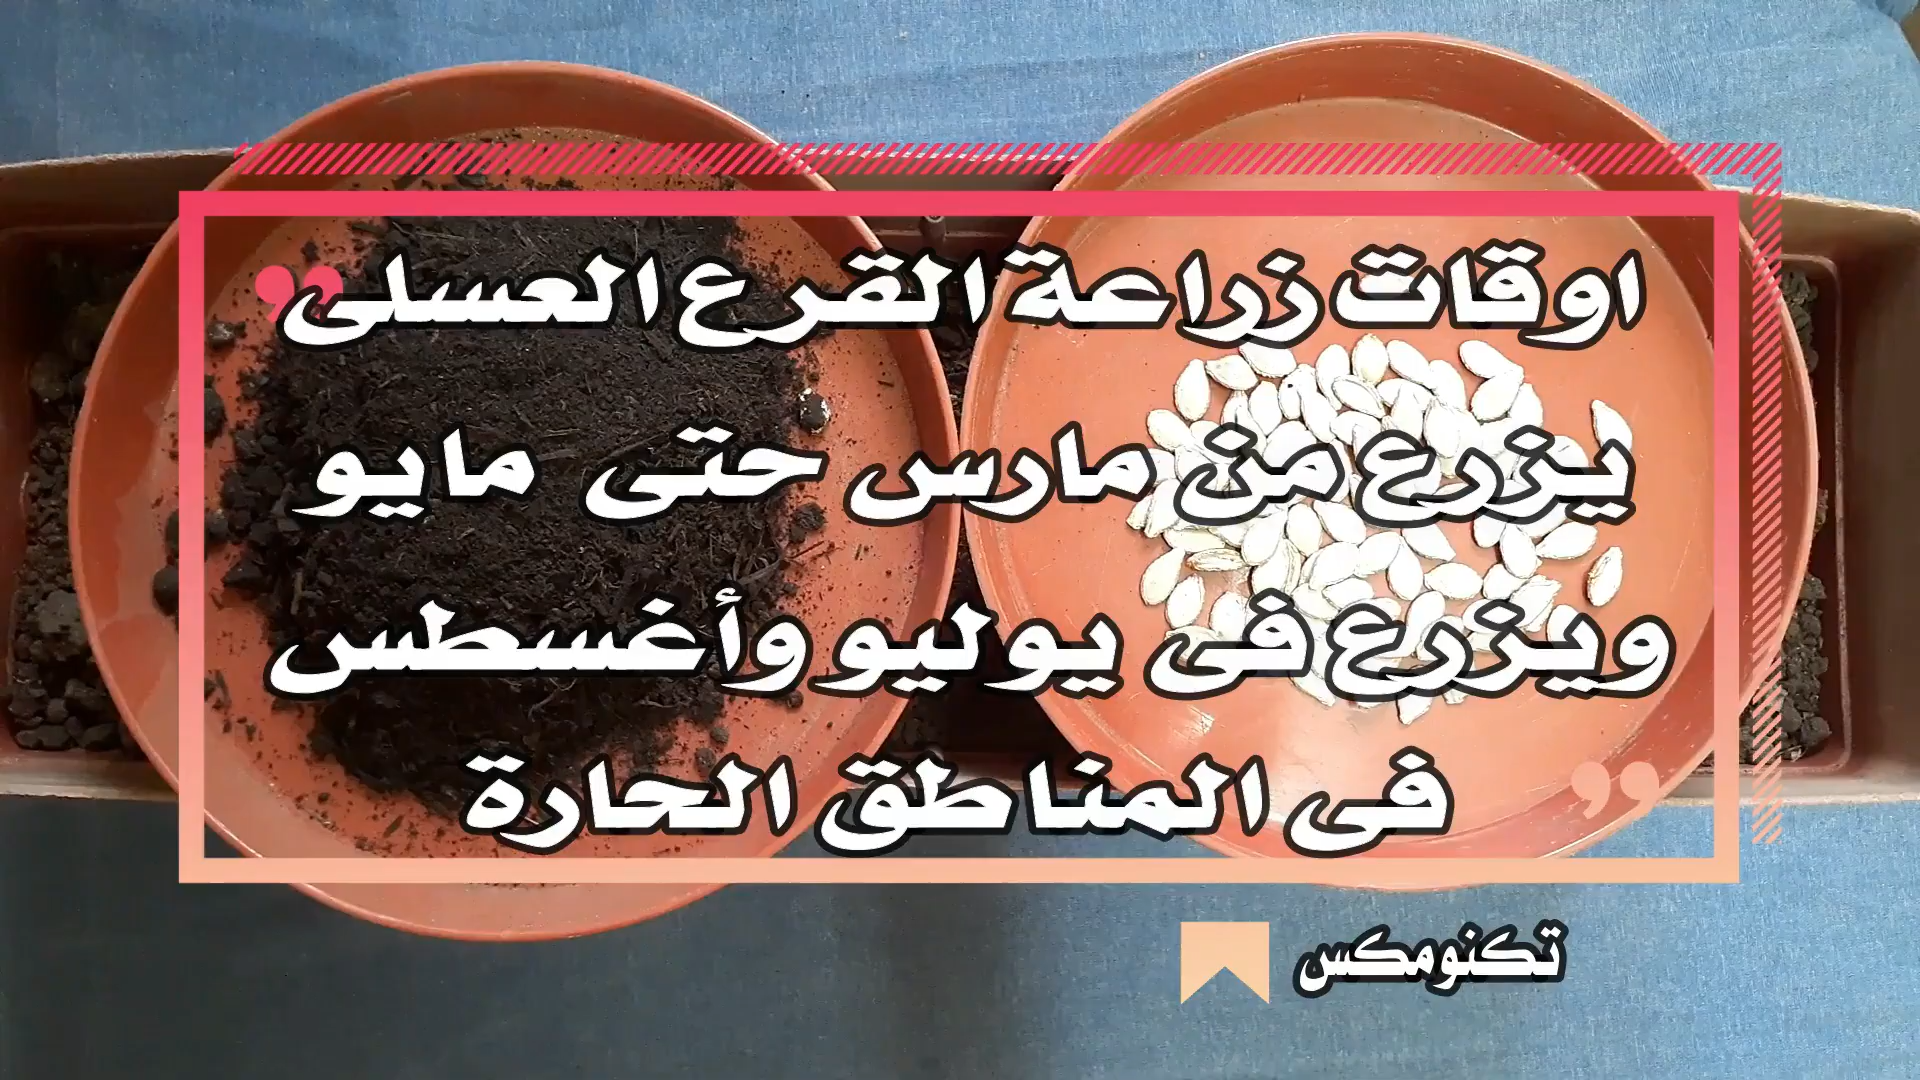 اوقات زراعة القرع العسلى
يزرع من مارس حتى مايو
ويزرع فى يوليو وأغسطس
فى المناطق الحارة
تكنومكس